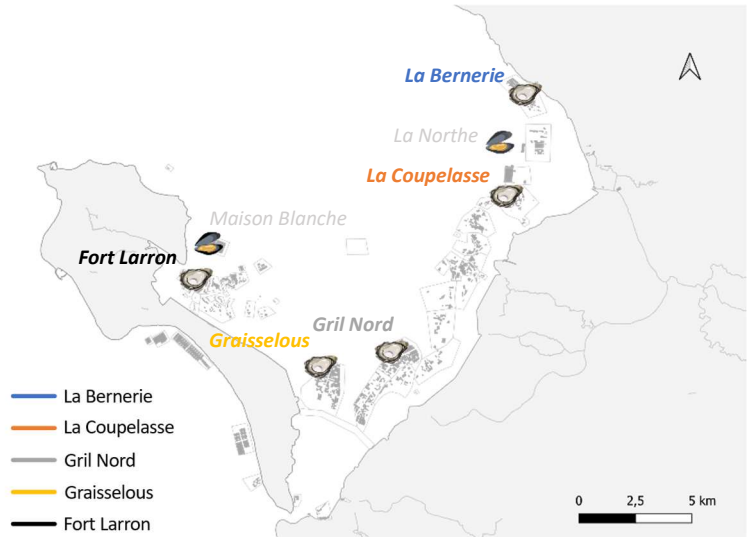 La Bernerie
La Northe
La Coupelasse
Maison Blanche
Fort Larron
Gril Nord
Graisselous
La Bernerie
La Coupelasse
Gril Nord
Graisselous
Fort Larron
0 2,5 5 km